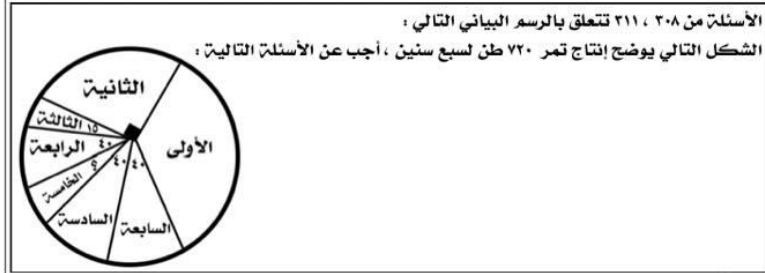 الأسئلة من ٣٠٨ ، ٣١١ تتعلق بالرسم البياني التالي :
الشكل التالي يوضح إنتاج تمر ٧٢٠ طن لسبع سنين ، أجب عن الأسئلة التالية :
الثانية
١٥ الثالثة
الأولى
٤٠ الرابعة
؟ الخامسة
٤٠ السادسة
٤٠ السابعة